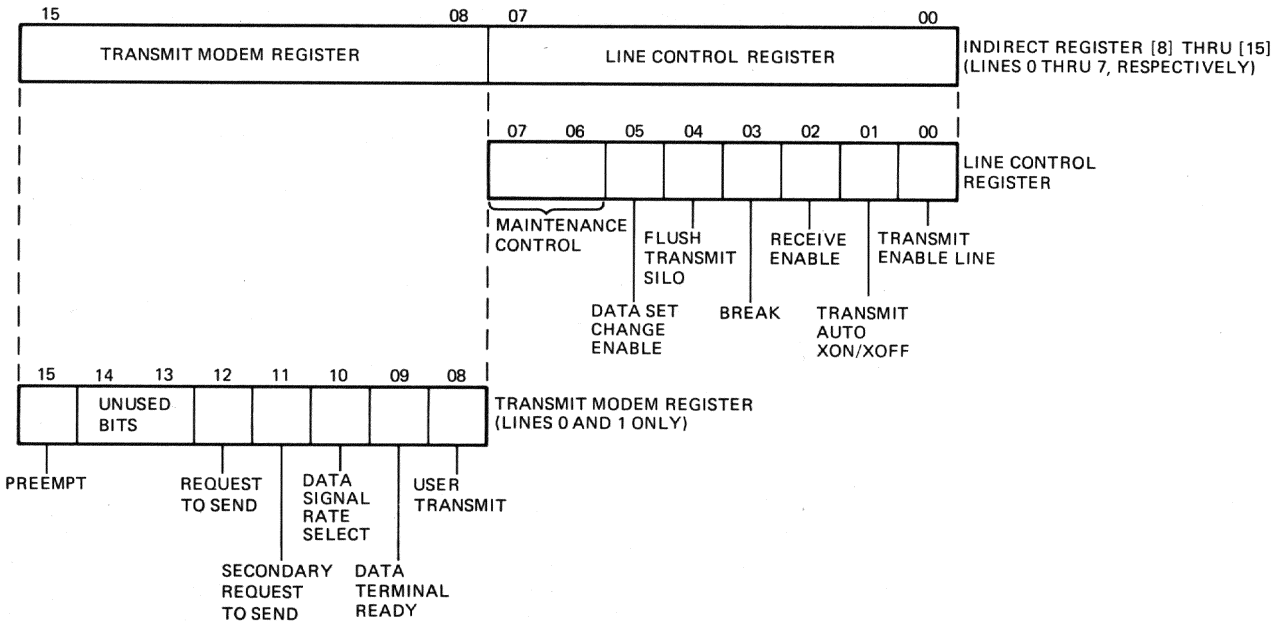 15 08 07 00
TRANSMIT MODEM REGISTER
LINE CONTROL REGISTER
INDIRECT REGISTER [8] THRU [15]
(LINES 0 THRU 7, RESPECTIVELY)
07 06 05 04 03 02 01 00
LINE CONTROL
REGISTER
MAINTENANCE
CONTROL
FLUSH
TRANSMIT
SILO
RECEIVE
ENABLE
TRANSMIT
ENABLE LINE
DATA SET
CHANGE
ENABLE
BREAK
TRANSMIT
AUTO
XON/XOFF
15 14 13 12 11 10 09 08
UNUSED
BITS
TRANSMIT MODEM REGISTER
(LINES 0 AND 1 ONLY)
PREEMPT
REQUEST
TO SEND
DATA
SIGNAL
RATE
SELECT
USER
TRANSMIT
SECONDARY
REQUEST
TO SEND
DATA
TERMINAL
READY